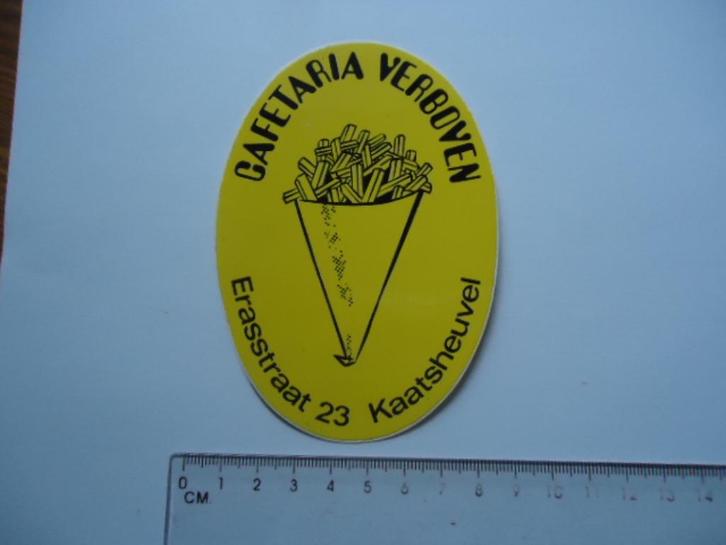 CAFETARIA VERBOVEN
Erasstraat 23 Kaatsheuvel
0 1 2 3 4 5 6 7 8 9 10 11 12 13 14
CM